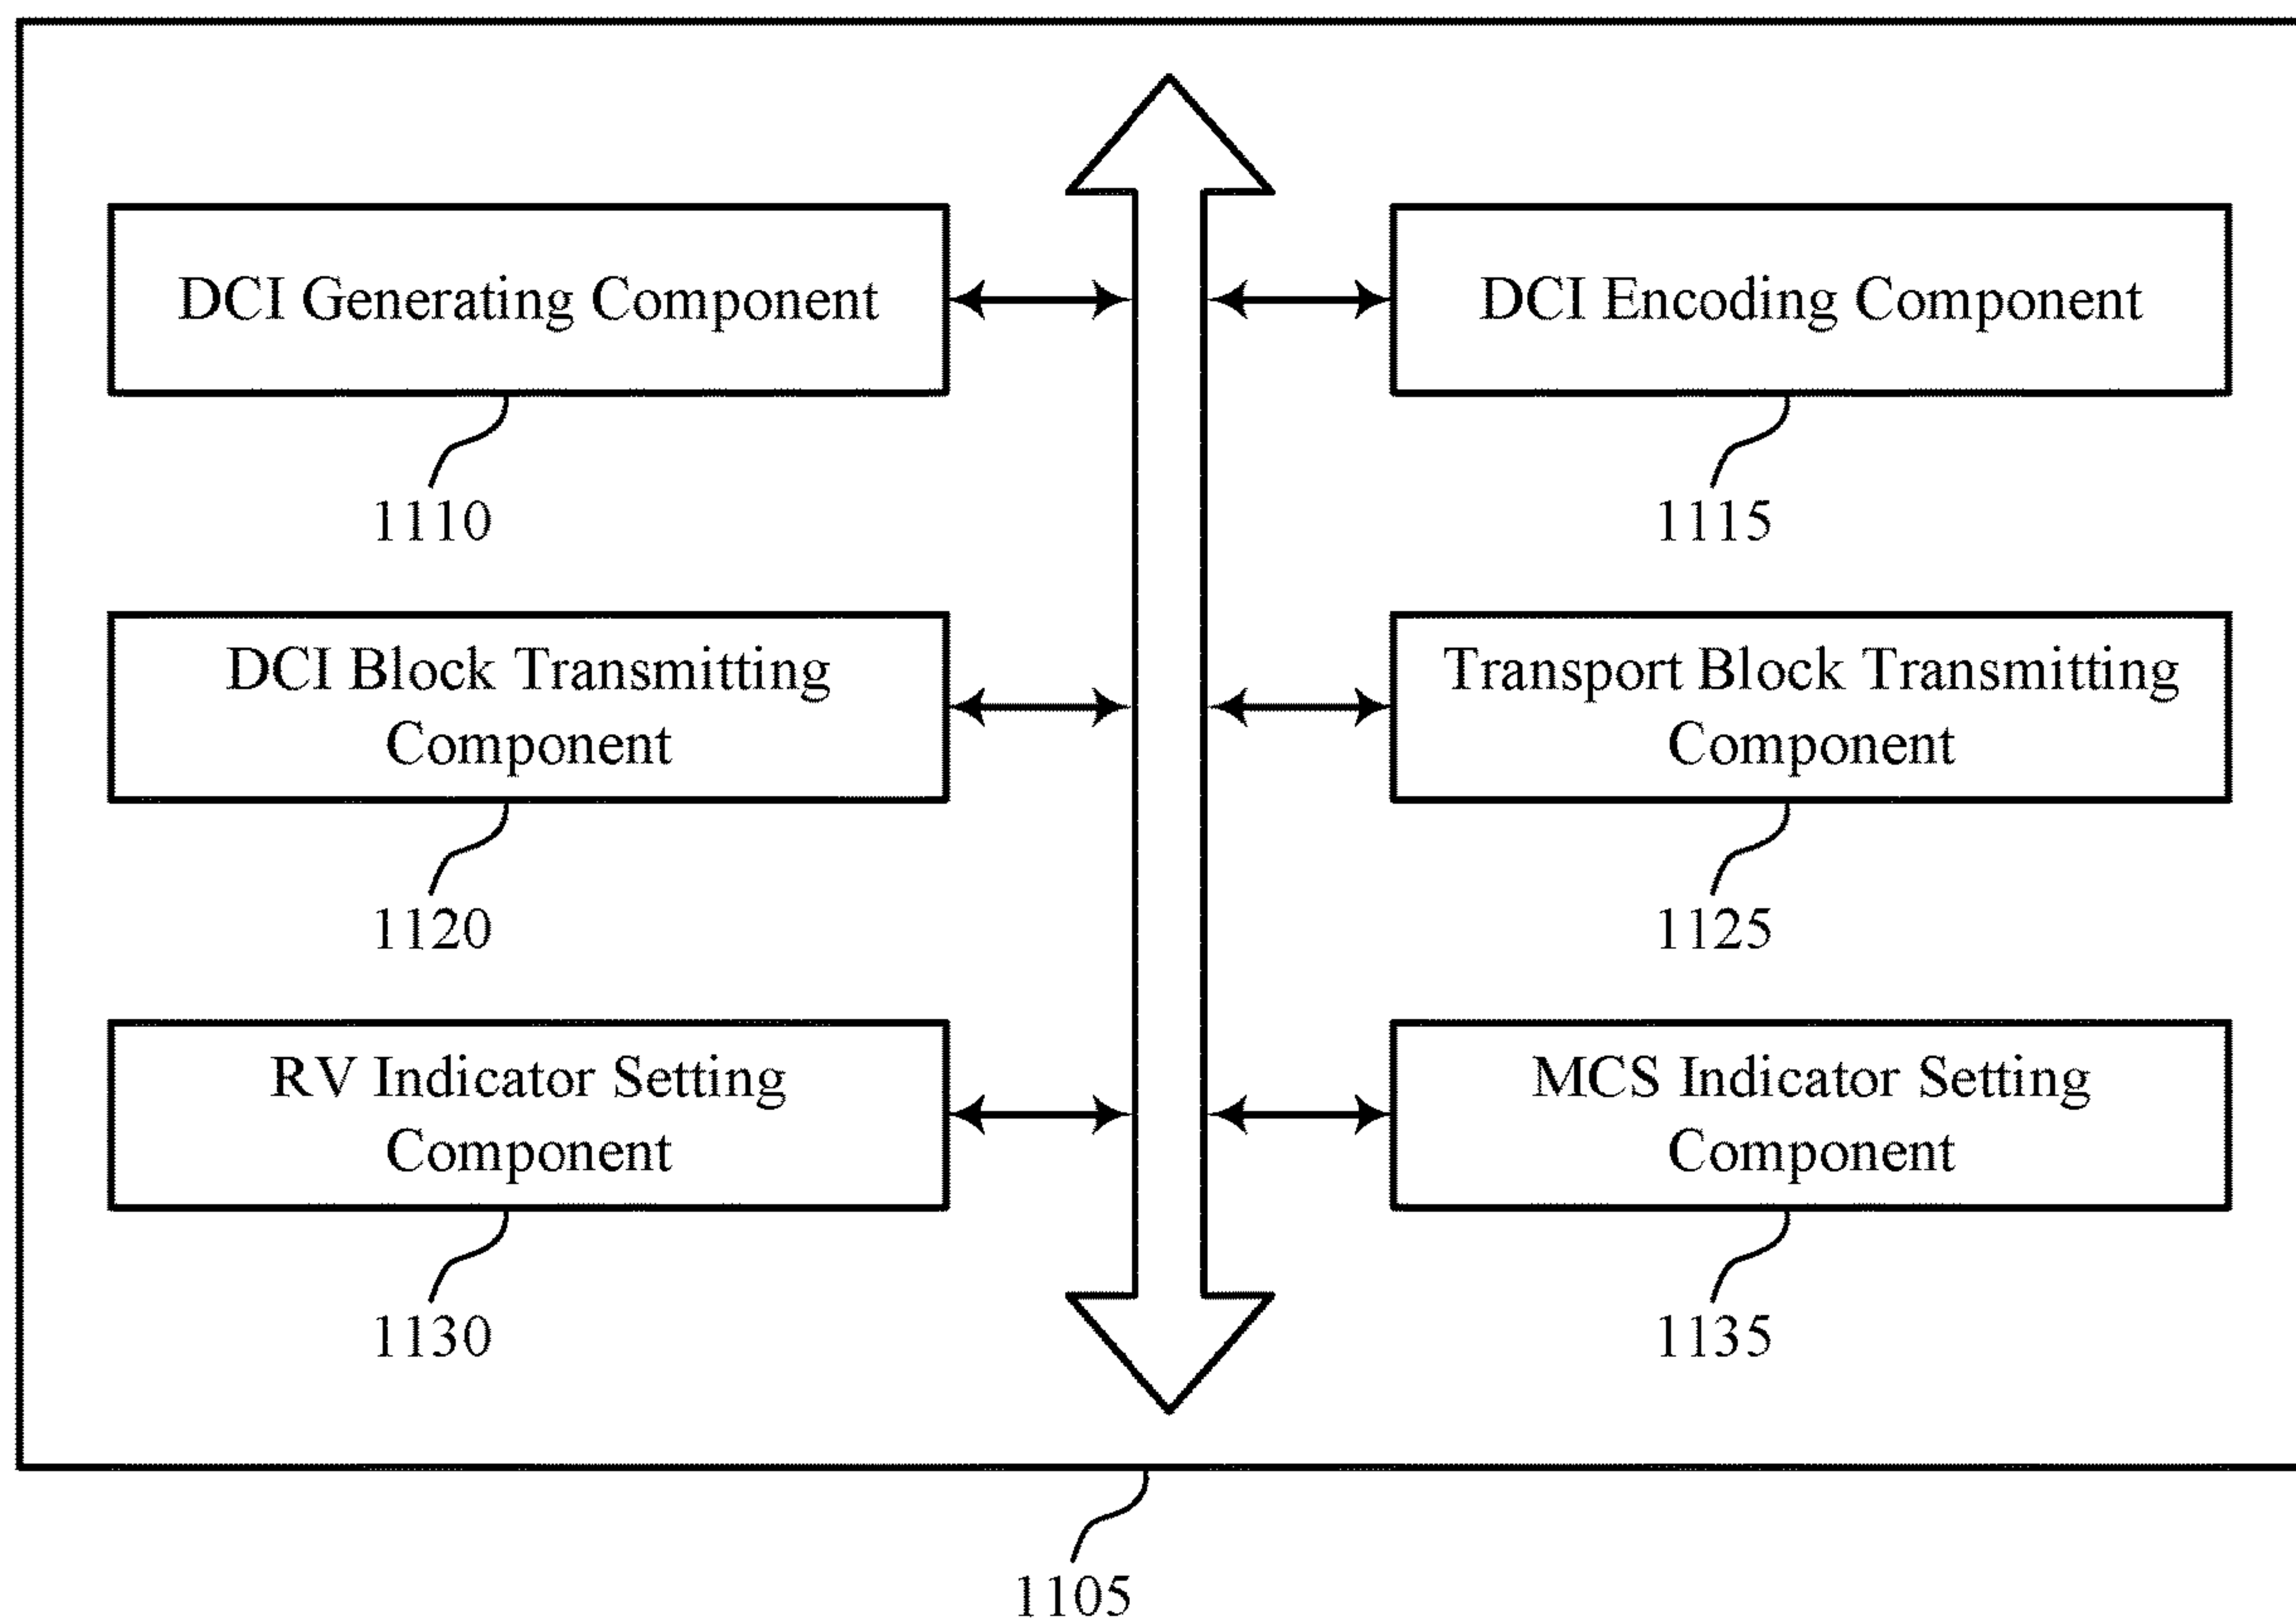 DCI Generating Component
1110
DCI Encoding Component
1115
DCI Block Transmitting
Component
1120
Transport Block Transmitting
Component
1125
RV Indicator Setting
Component
1130
MCS Indicator Setting
Component
1135
1105